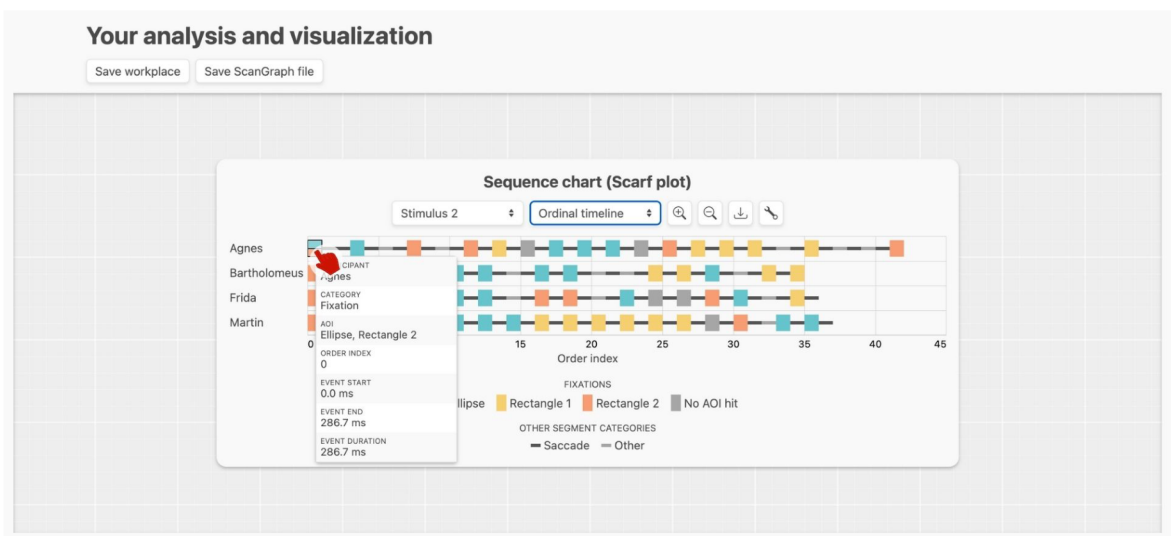 Your analysis and visualization
Save workplace Save ScanGraph file
Sequence chart (Scarf plot)
Stimulus 2 Ordinal timeline
Agnes
Bartholomeus
Frida
Martin
CIPANT
Agnes
CATEGORY
Fixation
AOI
Ellipse, Rectangle 2
ORDER INDEX
0
EVENT START
0.0 ms
EVENT END
286.7 ms
EVENT DURATION
286.7 ms
0 15 20 25 30 35 40 45
Order index
FIXATIONS
llipse Rectangle 1 Rectangle 2 No AOI hit
OTHER SEGMENT CATEGORIES
Saccade Other